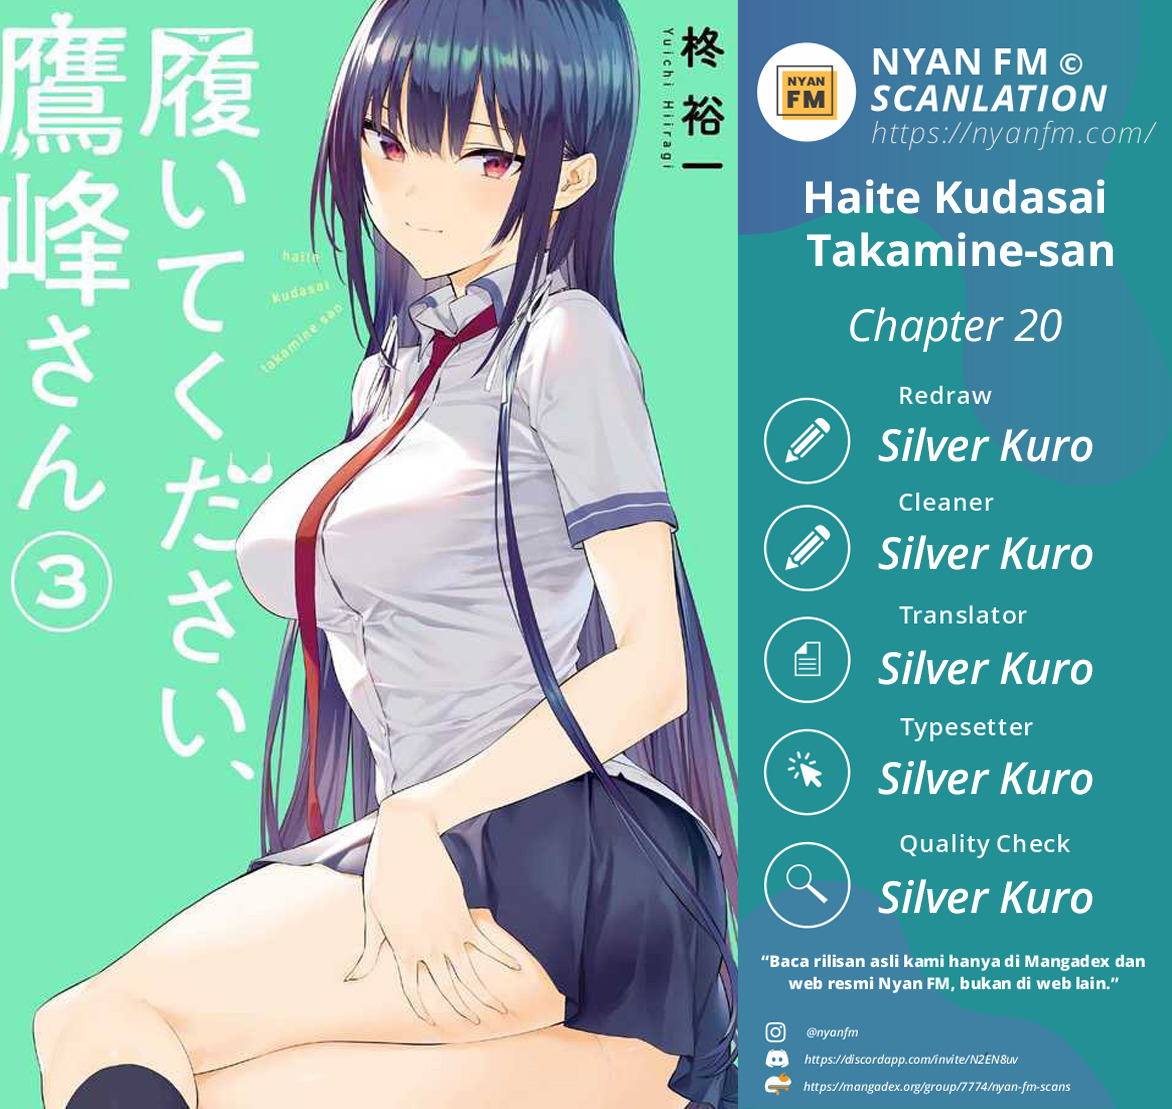 履いてください、
鷹峰さん
3
haite
kudasai
takamine san
柊裕一
Yuichi Hiiragi
NYAN
FM
NYAN FM ©
SCANLATION
https://nyanfm.com/
Haite Kudasai
Takamine-san
Chapter 20
Redraw
Silver Kuro
Cleaner
Silver Kuro
Translator
Silver Kuro
Typesetter
Silver Kuro
Quality Check
Silver Kuro
“Baca rilisan asli kami hanya di Mangadex dan
web resmi Nyan FM, bukan di web lain.”
@nyanfm
https://discordapp.com/invite/N2EN8uv
https://mangadex.org/group/7774/nyan-fm-scans